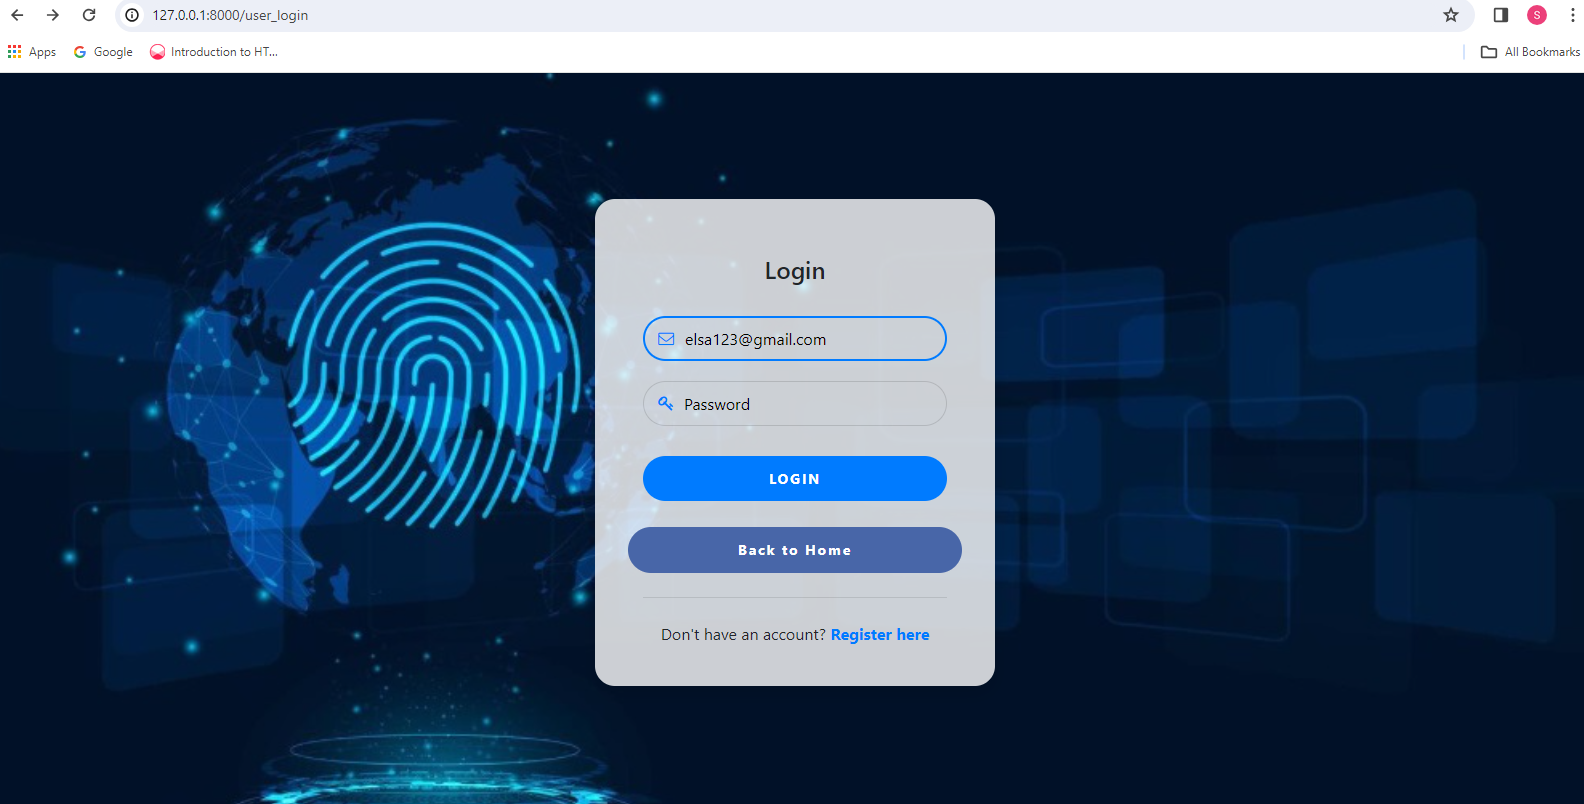 127.0.0.1:8000/user_login
S
Apps Google Introduction to HT... All Bookmarks
Login
elsa123@gmail.com
Password
LOGIN
Back to Home
Don't have an account? Register here